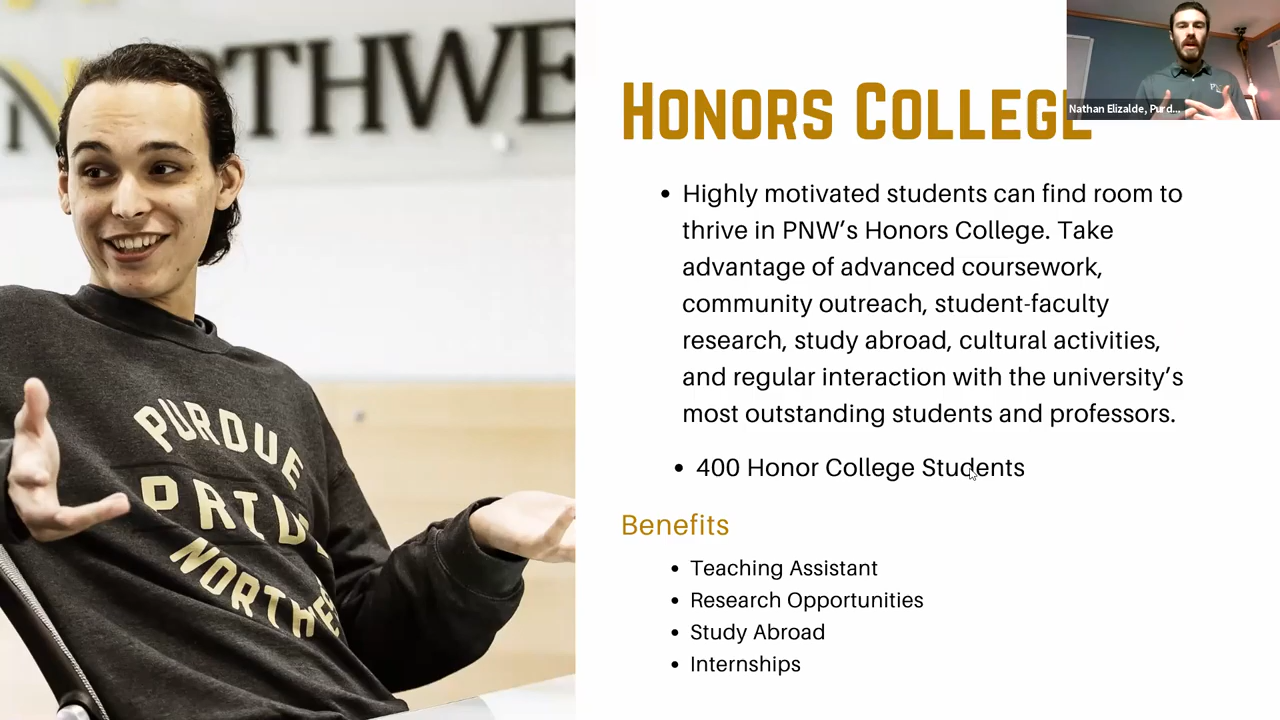 RTHWE
HONORS COLLEGE
Nathan Elizalde, Purd...
Highly motivated students can find room to
thrive in PNW's Honors College. Take
advantage of advanced coursework,
community outreach, student-faculty
research, study abroad, cultural activities,
and regular interaction with the university's
most outstanding students and professors.
400 Honor College Students
Benefits
Teaching Assistant
Research Opportunities
Study Abroad
Internships
PURDUE
PRIDE
NORTHWE